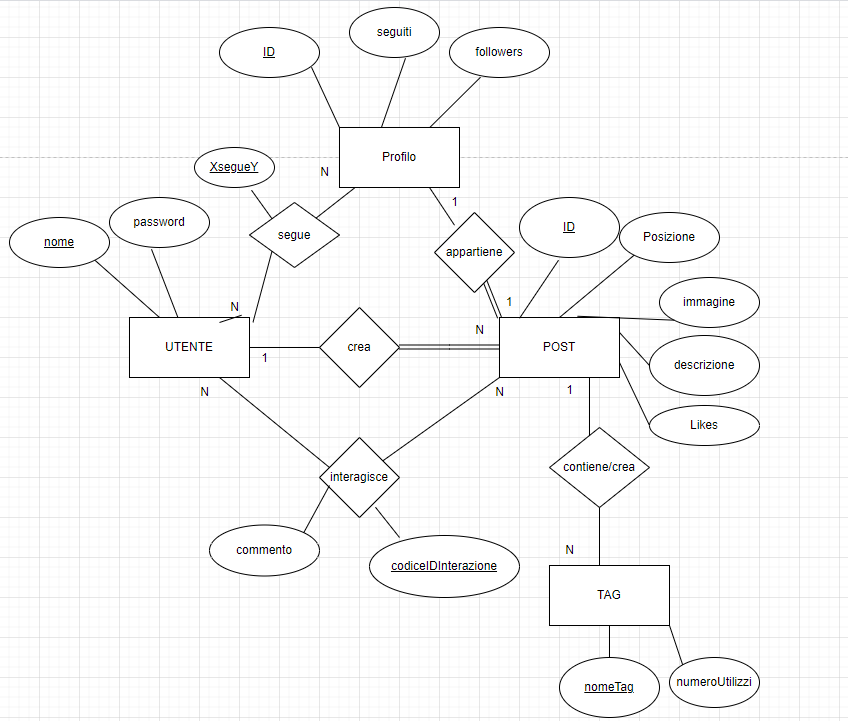 seguiti
ID
followers
Profilo
XsegueY
N
1
password
nome
segue
appartiene
ID
Posizione
immagine
N
1
N
UTENTE
1
crea
POST
descrizione
N
N
1
Likes
interagisce
contiene/crea
commento
codiceIDInterazione
N
TAG
nomeTag
numeroUtilizzi